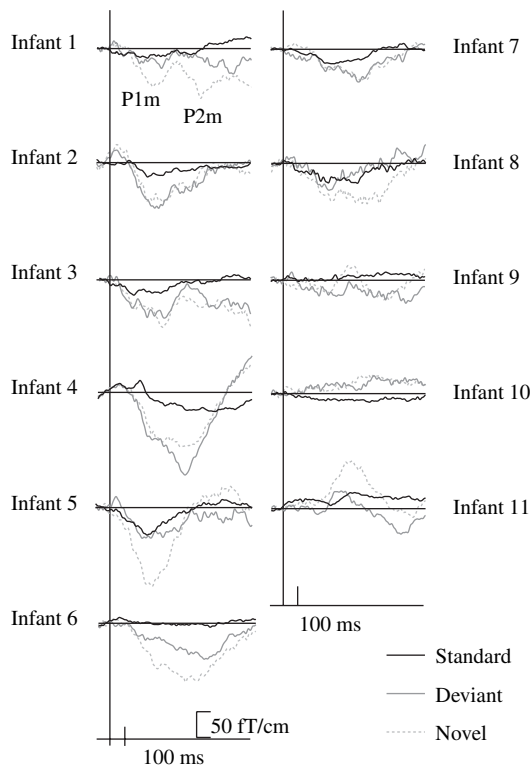 Infant 1
P1m
P2m
Infant 2
Infant 3
Infant 4
Infant 5
Infant 6
50 fT/cm
100 ms
Infant 7
Infant 8
Infant 9
Infant 10
Infant 11
100 ms
Standard
Deviant
Novel